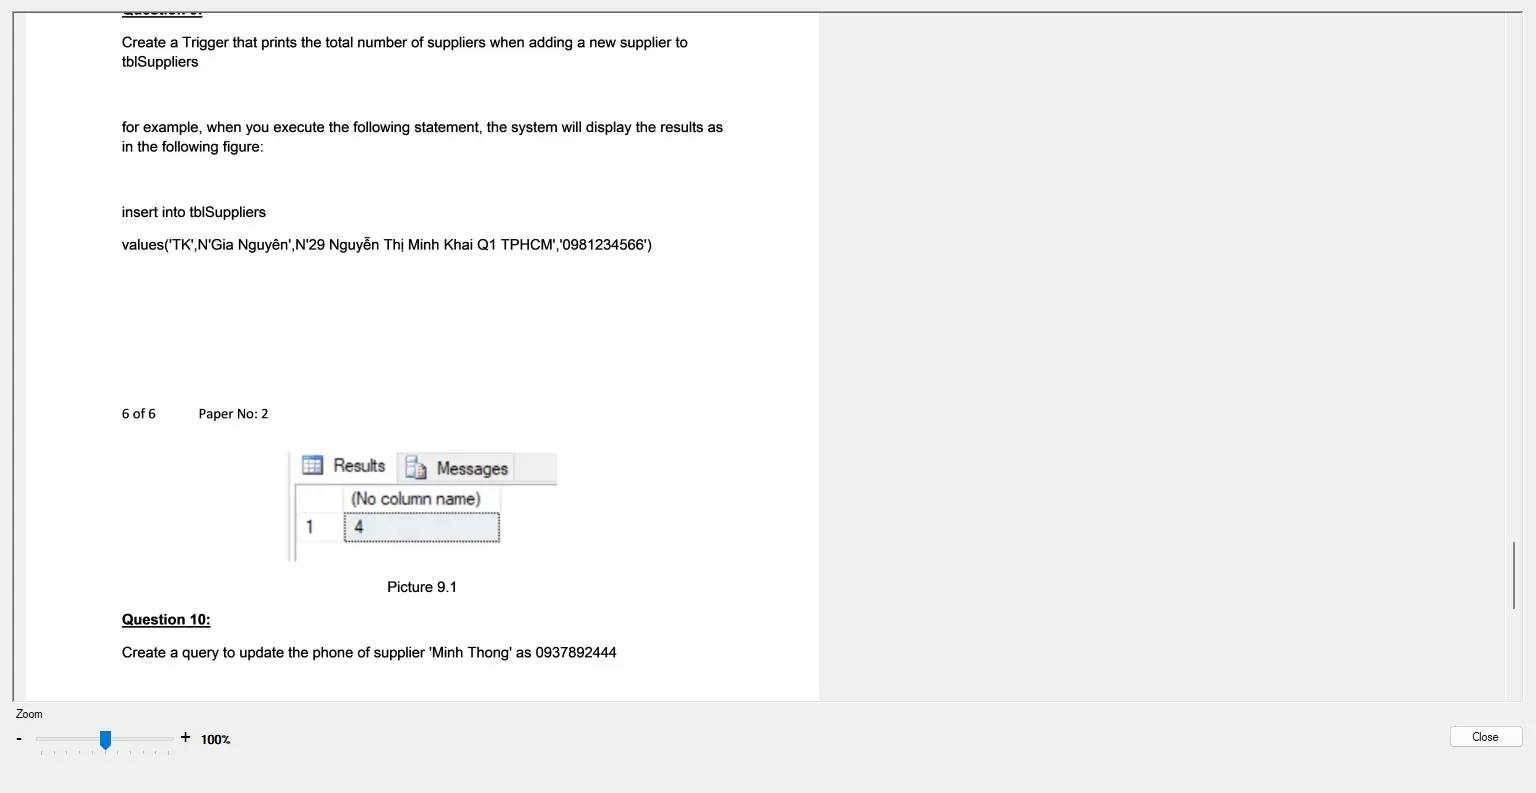 Question 9:
Create a Trigger that prints the total number of suppliers when adding a new supplier to
tblSuppliers
for example, when you execute the following statement, the system will display the results as
in the following figure:
insert into tblSuppliers
values('TK',N'Gia Nguyên',N'29 Nguyễn Thị Minh Khai Q1 TPHCM','0981234566')
6 of 6 Paper No: 2
Results Messages
(No column name)
1 4
Picture 9.1
Question 10:
Create a query to update the phone of supplier 'Minh Thong' as 0937892444
Zoom
- + 100%
Close